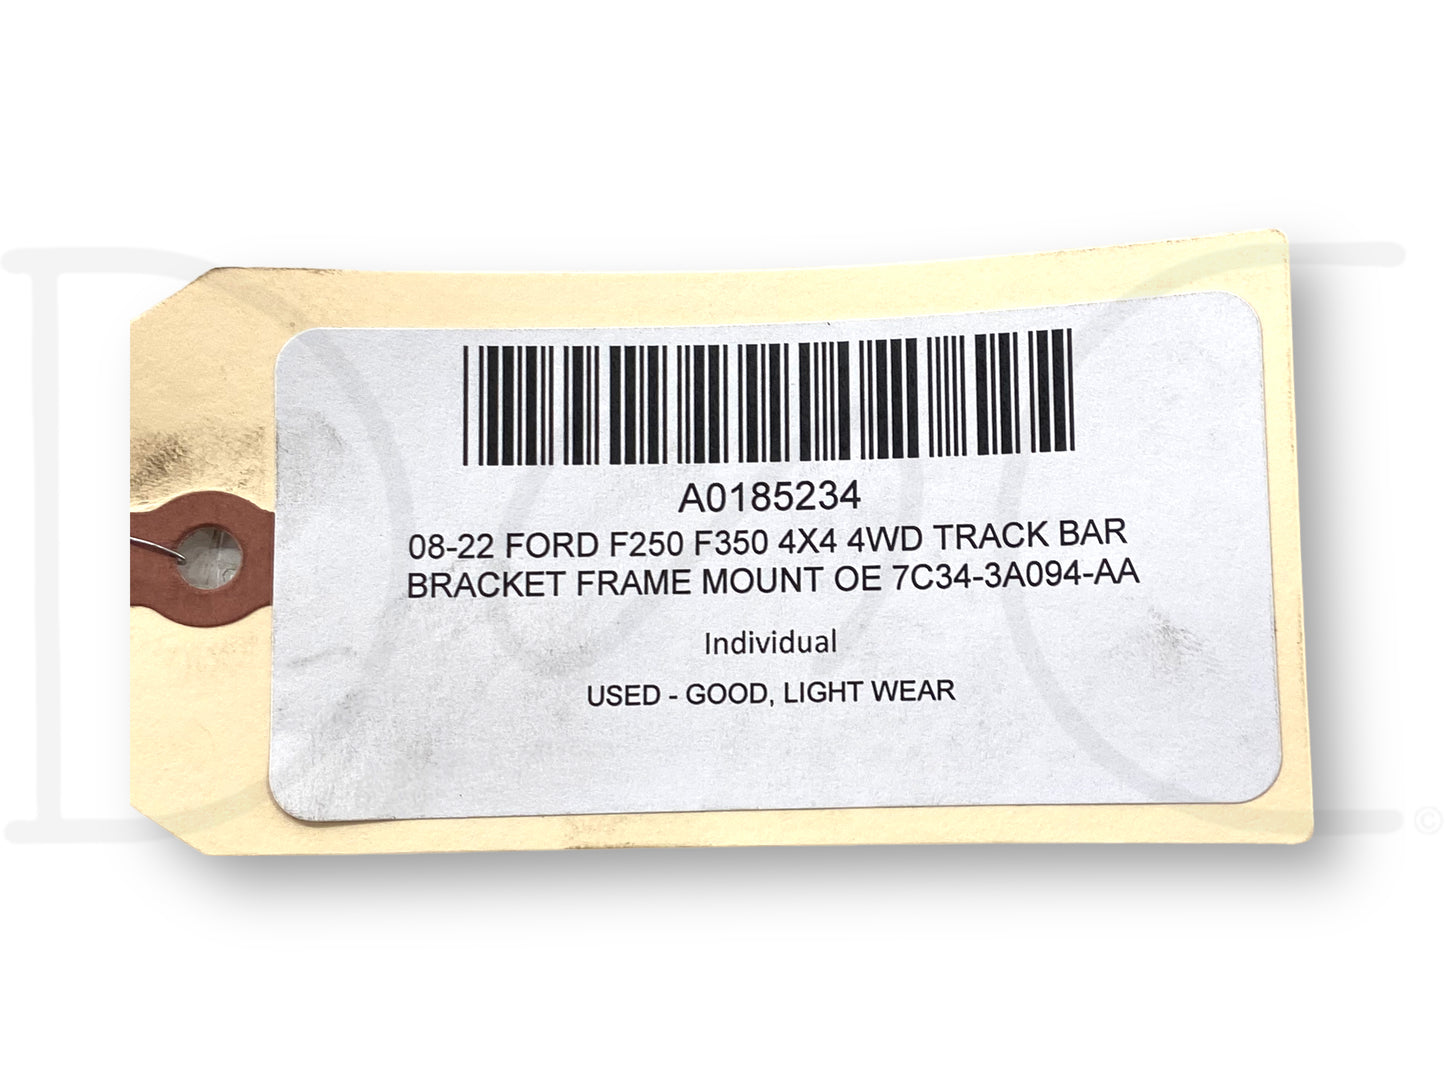 A0185234
08-22 FORD F250 F350 4X4 4WD TRACK BAR
BRACKET FRAME MOUNT OE 7C34-3A094-AA
Individual
USED - GOOD, LIGHT WEAR